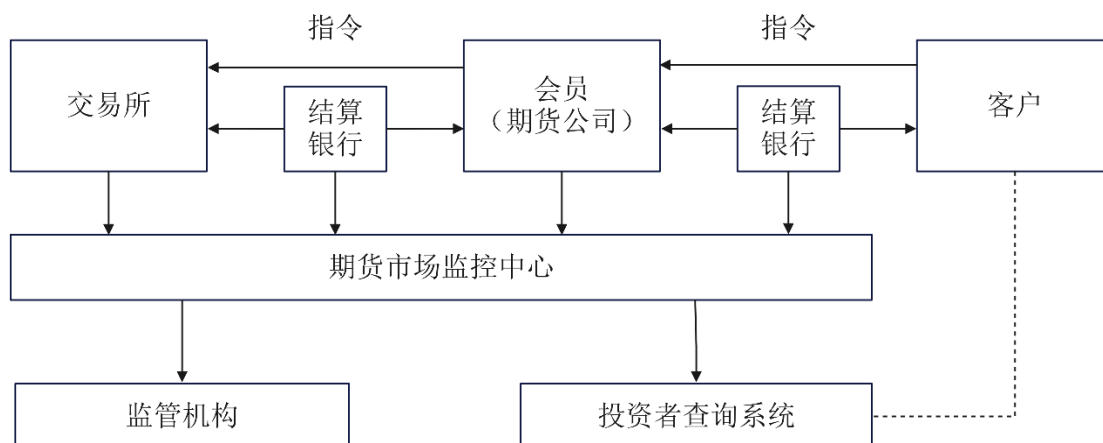 指令
指令
交易所
结算
银行
会员
（期货公司）
结算
银行
客户
期货市场监控中心
监管机构
投资者查询系统